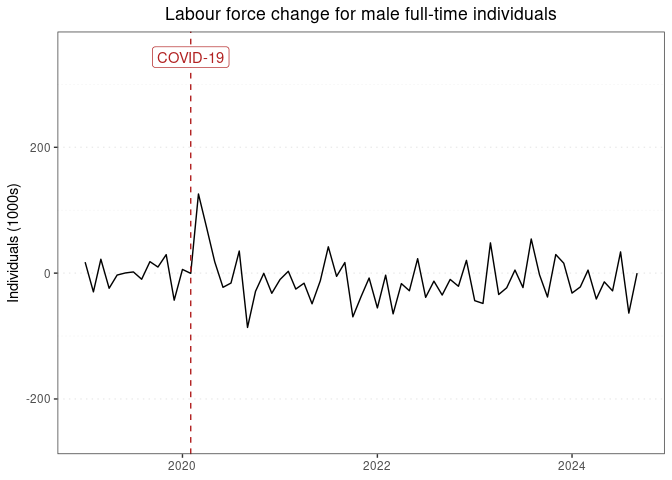 Labour force change for male full-time individuals
COVID-19
Individuals (1000s)
200
0
-200
2020
2022
2024